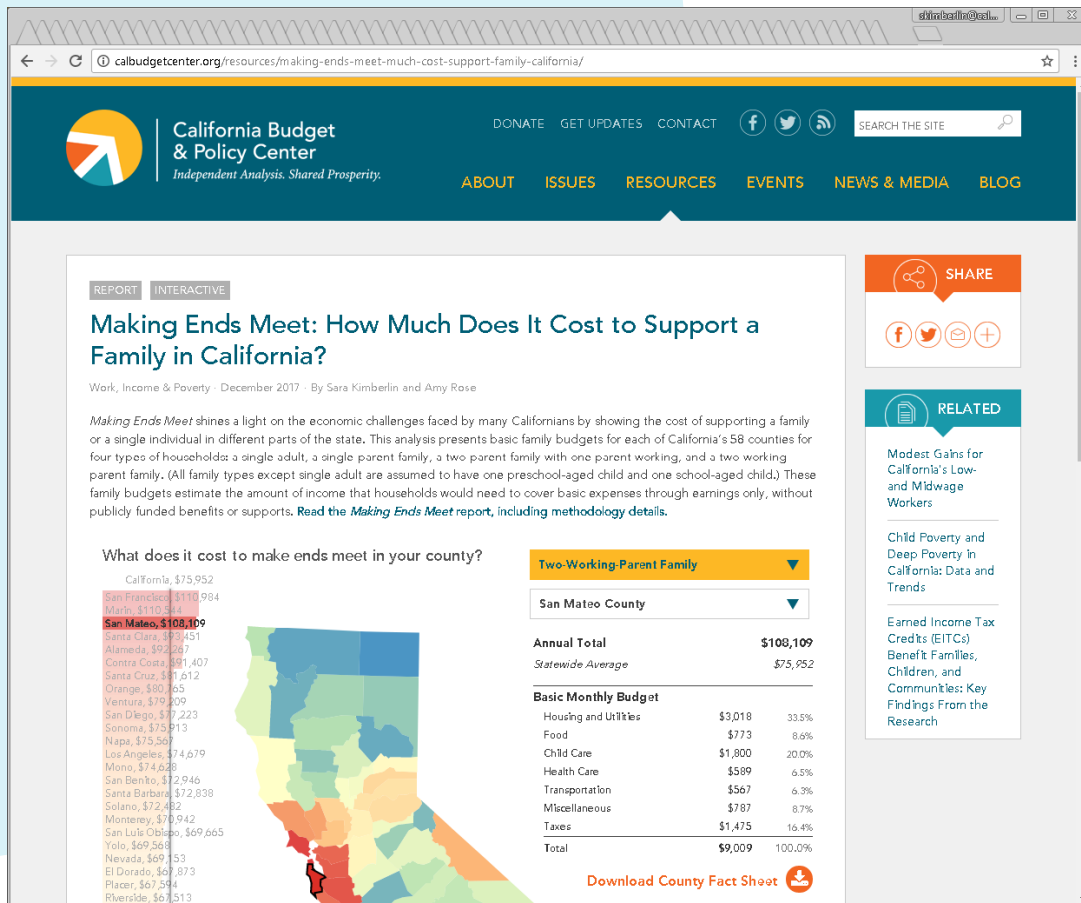 skimberlin@cal...
calbudgetcenter.org/resources/making-ends-meet-much-cost-support-family-california/
California Budget
& Policy Center
Independent Analysis. Shared Prosperity.
DONATE GET UPDATES CONTACT
SEARCH THE SITE
ABOUT ISSUES RESOURCES EVENTS NEWS & MEDIA BLOG
REPORT INTERACTIVE
Making Ends Meet: How Much Does It Cost to Support a
Family in California?
Work, Income & Poverty · December 2017 · By Sara Kimberlin and Amy Rose
Making Ends Meet shines a light on the economic challenges faced by many Californians by showing the cost of supporting a family
or a single individual in different parts of the state. This analysis presents basic family budgets for each of California's 58 counties for
four types of households: a single adult, a single parent family, a two parent family with one parent working, and a two working
parent family. (All family types except single adult are assumed to have one preschool-aged child and one school-aged child.) These
family budgets estimate the amount of income that households would need to cover basic expenses through earnings only, without
publicly funded benefits or supports. Read the Making Ends Meet report, including methodology details.
What does it cost to make ends meet in your county?
California, $75,952
San Francisco, $110,984
Marin, $110,544
San Mateo, $108,109
Santa Clara, $93,451
Alameda, $92,267
Contra Costa, $91,407
Santa Cruz, $81,612
Orange, $80,765
Ventura, $79,209
San Diego, $77,223
Sonoma, $75,913
Napa, $75,567
Los Angeles, $74,679
Mono, $74,628
San Benito, $72,946
Santa Barbara, $72,838
Solano, $72,482
Monterey, $70,942
San Luis Obispo, $69,665
Yolo, $69,568
Nevada, $69,153
El Dorado, $67,873
Placer, $67,594
Riverside, $67,513
Two-Working-Parent Family
San Mateo County
Annual Total $108,109
Statewide Average $75,952
Basic Monthly Budget
Housing and Utilities $3,018 33.5%
Food $773 8.6%
Child Care $1,800 20.0%
Health Care $589 6.5%
Transportation $567 6.3%
Miscellaneous $787 8.7%
Taxes $1,475 16.4%
Total $9,009 100.0%
Download County Fact Sheet
SHARE
RELATED
Modest Gains for
California's Low-
and Midwage
Workers
Child Poverty and
Deep Poverty in
California: Data and
Trends
Earned Income Tax
Credits (EITCs)
Benefit Families,
Children, and
Communities: Key
Findings From the
Research